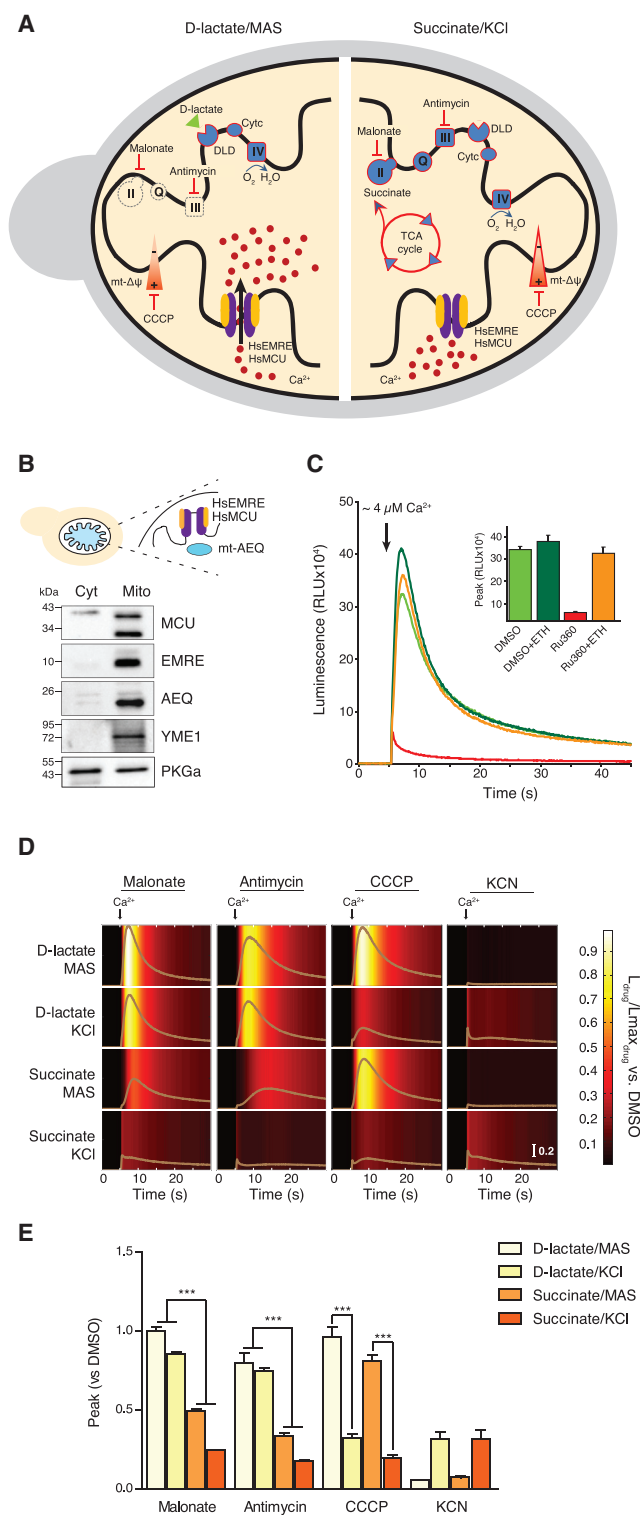 A
D-lactate/MAS
Succinate/KCl
D-lactate
Cytc
Malonate
DLD
IV
Antimycin
O₂ H₂O
II
Q
III
-
mt-Δψ
+
CCCP
HsEMRE
HsMCU
Ca²⁺
Antimycin
Malonate
III
DLD
Q
Cytc
II
Succinate
IV
TCA
cycle
O₂ H₂O
-
mt-Δψ
+
CCCP
HsEMRE
HsMCU
Ca²⁺
B
HsEMRE
HsMCU
mt-AEQ
kDa
Cyt
Mito
43
34
MCU
10
EMRE
26
17
AEQ
95
72
YME1
55
43
PKGa
C
~ 4 μM Ca²⁺
Luminescence (RLUx10⁴)
50
40
30
20
10
0
0 10 20 30 40
Time (s)
Peak (RLUx10⁴)
40
30
20
10
DMSO
DMSO+ETH
Ru360
Ru360+ETH
D
Malonate
Antimycin
CCCP
KCN
Ca²⁺ Ca²⁺ Ca²⁺ Ca²⁺
D-lactate
MAS
D-lactate
KCl
Succinate
MAS
Succinate
KCl
0.2
0 10 20 30
0 10 20 30
0 10 20 30
0 10 20 30
Time (s) Time (s) Time (s) Time (s)
0.9
0.8
0.7
0.6
0.5
0.4
0.3
0.2
0.1
L drug/Lmax drug vs. DMSO
E
Peak (vs DMSO)
1.5
1.0
0.5
0.0
***
***
***
***
Malonate
Antimycin
CCCP
KCN
D-lactate/MAS
D-lactate/KCl
Succinate/MAS
Succinate/KCl